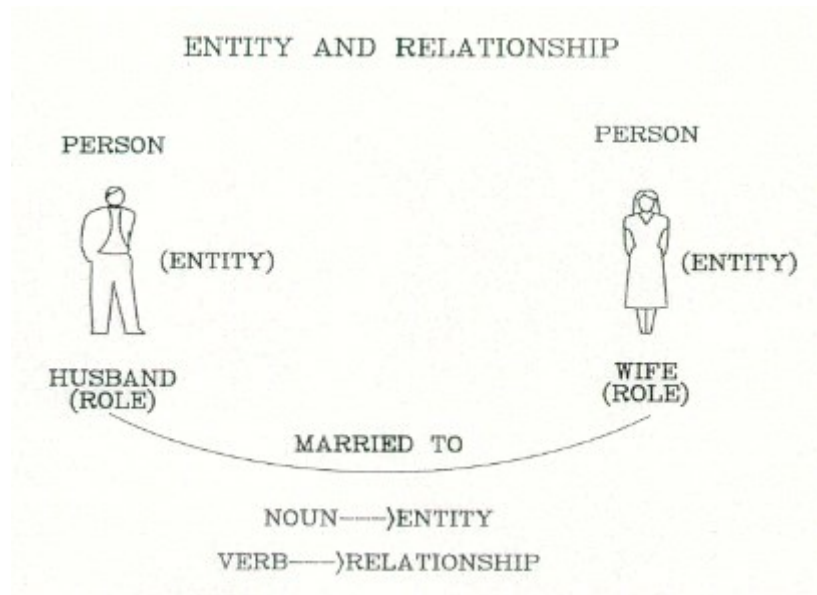 ENTITY AND RELATIONSHIP
PERSON
PERSON
(ENTITY)
(ENTITY)
HUSBAND
(ROLE)
WIFE
(ROLE)
MARRIED TO
NOUN---->ENTITY
VERB---->RELATIONSHIP